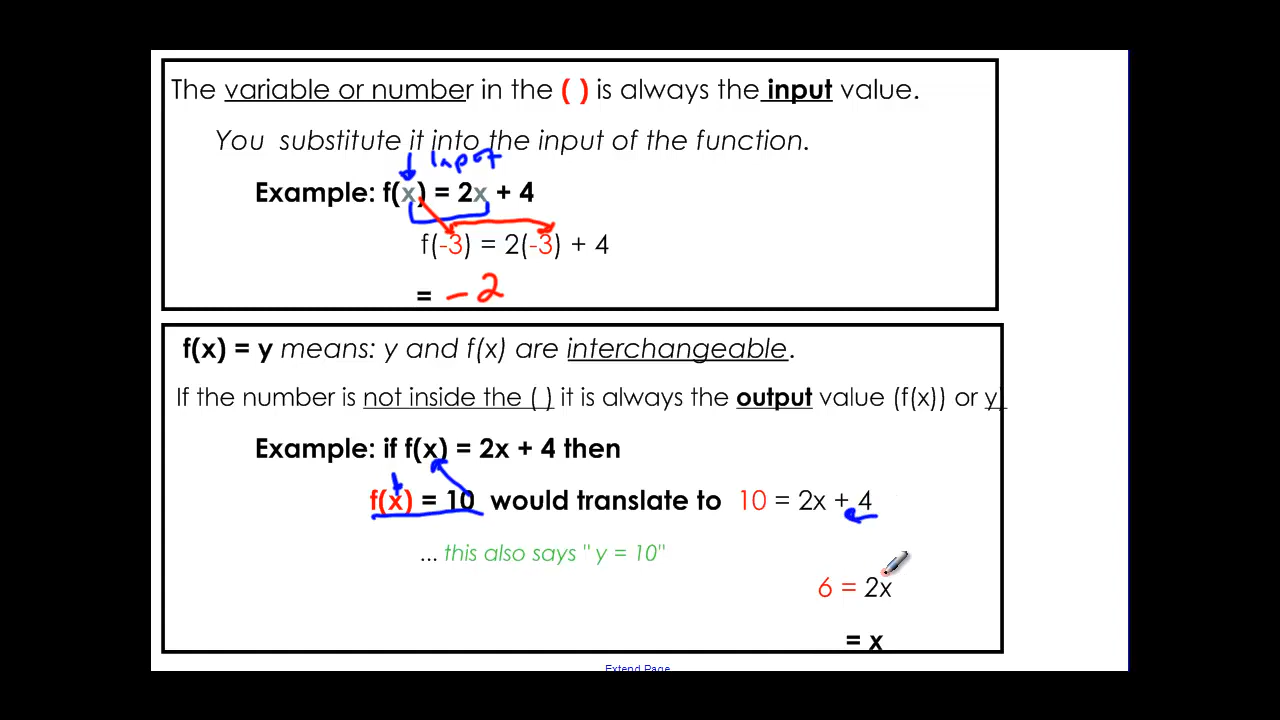 The variable or number in the ( ) is always the input value.
You substitute it into the input of the function.
Input
Example: f(x) = 2x + 4
f(-3) = 2(-3) + 4
= -2
f(x) = y means: y and f(x) are interchangeable.
If the number is not inside the ( ) it is always the output value (f(x)) or y)
Example: if f(x) = 2x + 4 then
f(x) = 10 would translate to 10 = 2x + 4
... this also says " y = 10"
6 = 2x
= x
Extend Page